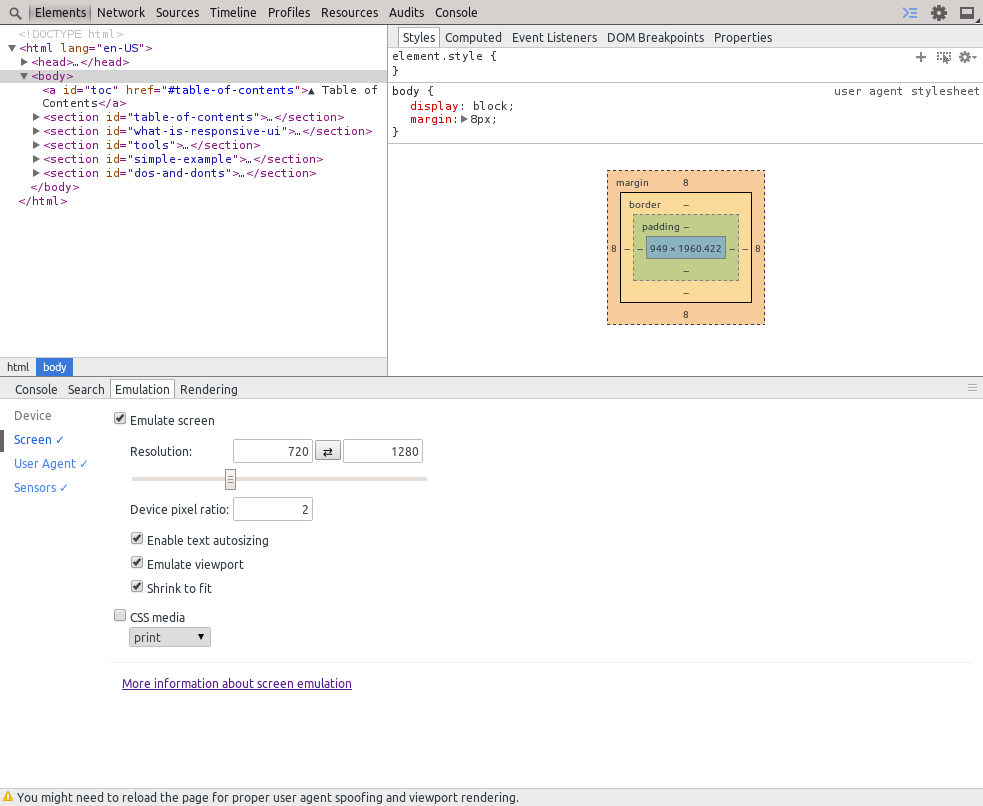 Elements Network Sources Timeline Profiles Resources Audits Console
<!DOCTYPE html>
▼<html lang="en-US">
▶<head>…</head>
▼<body>
<a id="toc" href="#table-of-contents">▲ Table of
Contents</a>
▶<section id="table-of-contents">…</section>
▶<section id="what-is-responsive-ui">…</section>
▶<section id="tools">…</section>
▶<section id="simple-example">…</section>
▶<section id="dos-and-donts">…</section>
</body>
</html>
html body
Styles Computed Event Listeners DOM Breakpoints Properties
element.style {
}
body { user agent stylesheet
display: block;
margin:▶8px;
}
margin 8
border –
padding –
8 – – 949 × 1960.422 – – 8
–
–
8
Console Search Emulation Rendering
Device
Screen ✓
User Agent ✓
Sensors ✓
Emulate screen
Resolution: 720 ⇄ 1280
Device pixel ratio: 2
Enable text autosizing
Emulate viewport
Shrink to fit
CSS media
print ▼
More information about screen emulation
You might need to reload the page for proper user agent spoofing and viewport rendering.